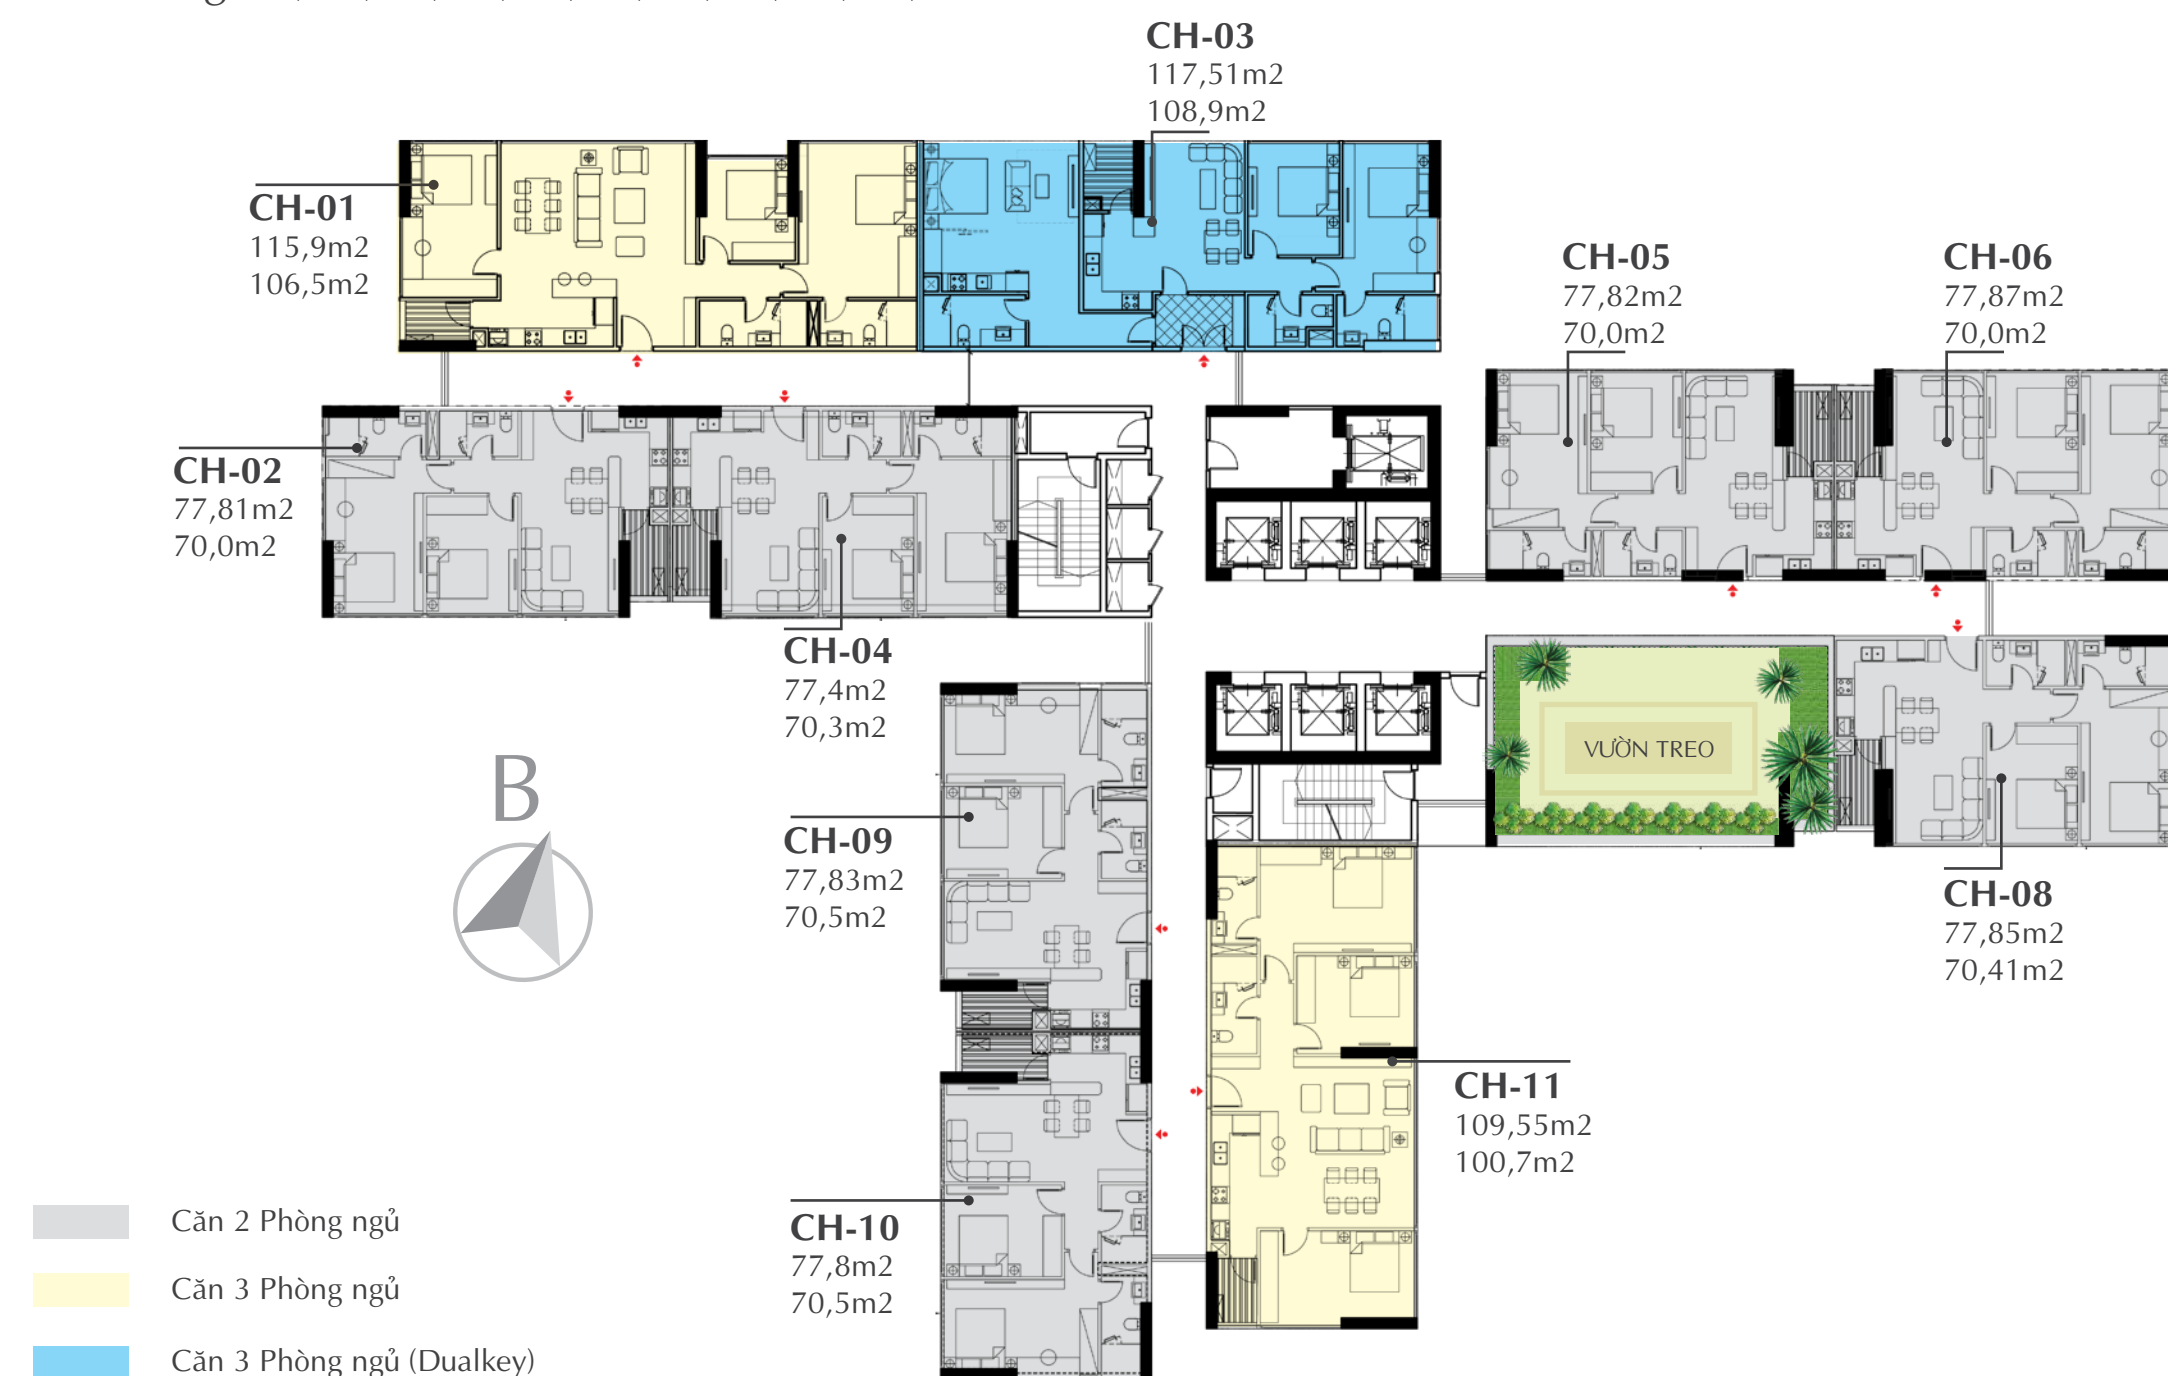 CH-03
117,51m2
108,9m2
CH-01
115,9m2
106,5m2
CH-05
77,82m2
70,0m2
CH-06
77,87m2
70,0m2
CH-02
77,81m2
70,0m2
CH-04
77,4m2
70,3m2
VƯỜN TREO
B
CH-09
77,83m2
70,5m2
CH-08
77,85m2
70,41m2
CH-11
109,55m2
100,7m2
CH-10
77,8m2
70,5m2
Căn 2 Phòng ngủ
Căn 3 Phòng ngủ
Căn 3 Phòng ngủ (Dualkey)